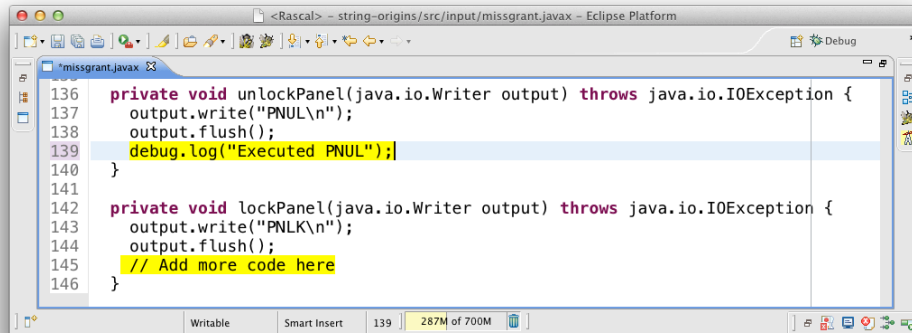 <Rascal> - string-origins/src/input/missgrant.javax - Eclipse Platform
Debug
*missgrant.javax
136 private void unlockPanel(java.io.Writer output) throws java.io.IOException {
137 output.write("PNUL\n");
138 output.flush();
139 debug.log("Executed PNUL");
140 }
141
142 private void lockPanel(java.io.Writer output) throws java.io.IOException {
143 output.write("PNLK\n");
144 output.flush();
145 // Add more code here
146 }
Writable Smart Insert 139 287M of 700M